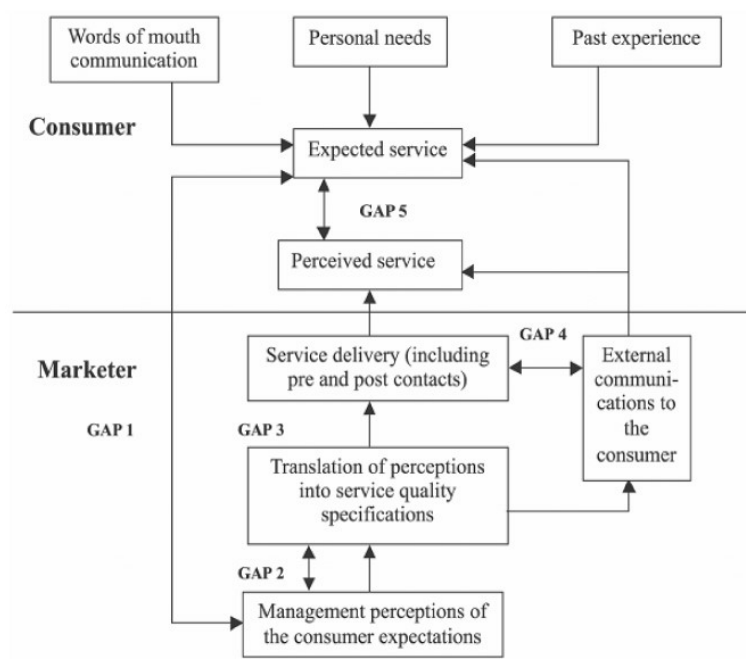 Words of mouth
communication
Personal needs
Past experience
Consumer
Expected service
GAP 5
Perceived service
Marketer
Service delivery (including
pre and post contacts)
GAP 4
External
communi-
cations to
the
consumer
GAP 1
GAP 3
Translation of perceptions
into service quality
specifications
GAP 2
Management perceptions of
the consumer expectations